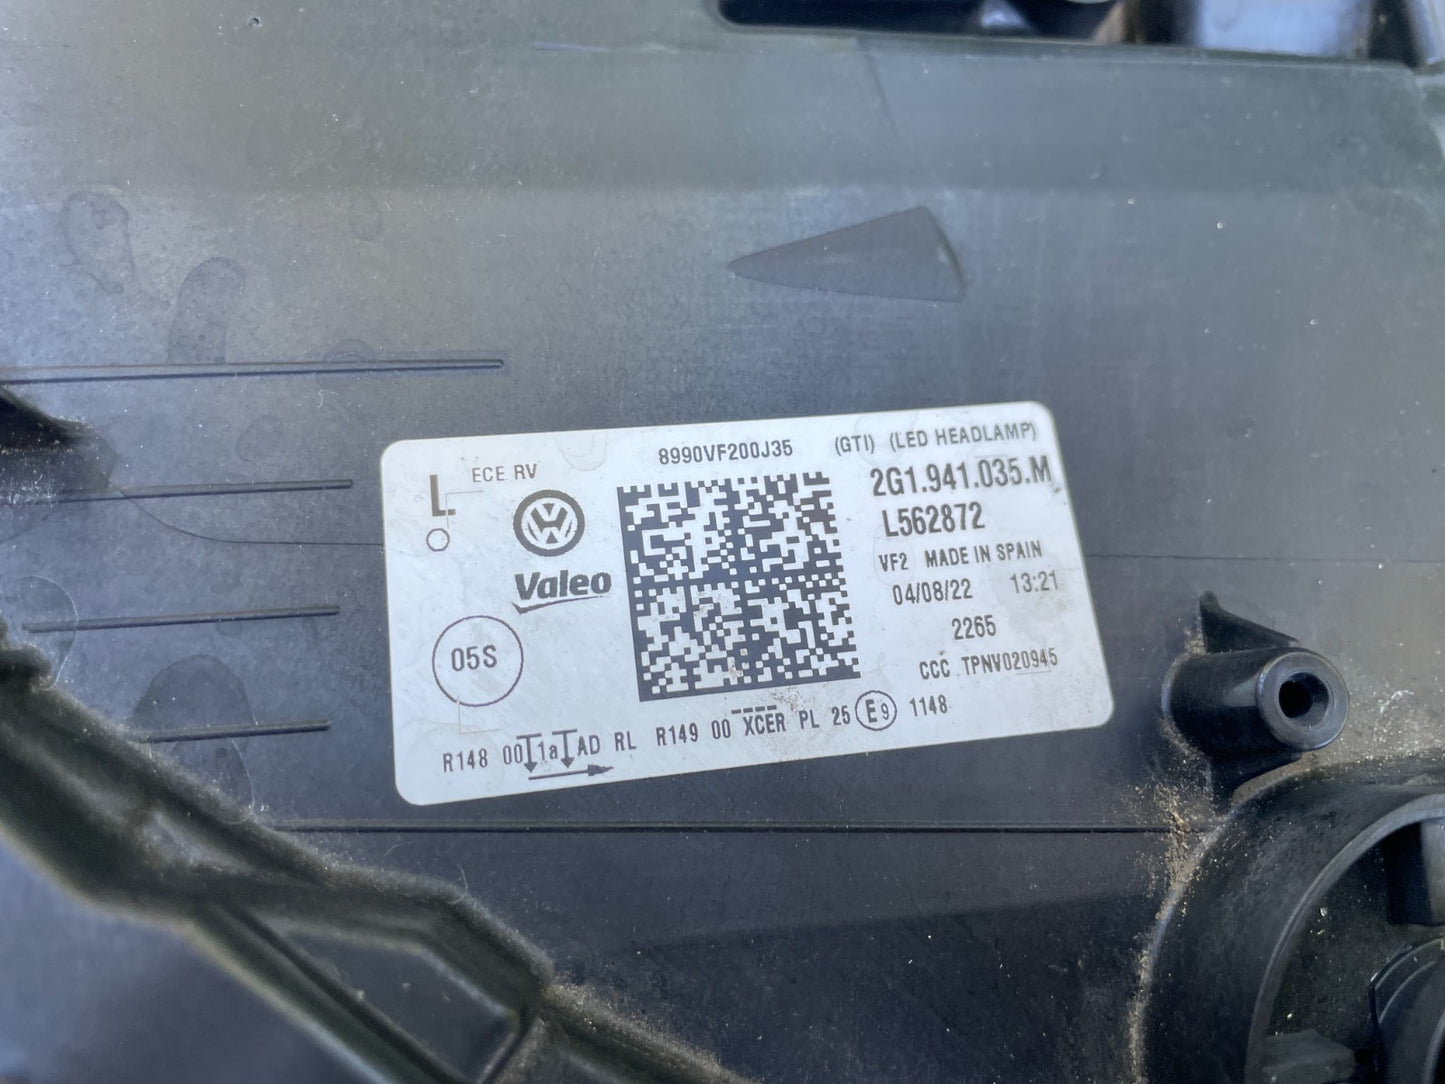 8990VF200J35 (GTI) (LED HEADLAMP)
L ECE RV
2G1.941.035.M
L562872
Valeo
VF2 MADE IN SPAIN
04/08/22 13:21
2265
05S
CCC TPNV020945
R148 00 1a AD RL R149 00 XCER PL 25 E9 1148